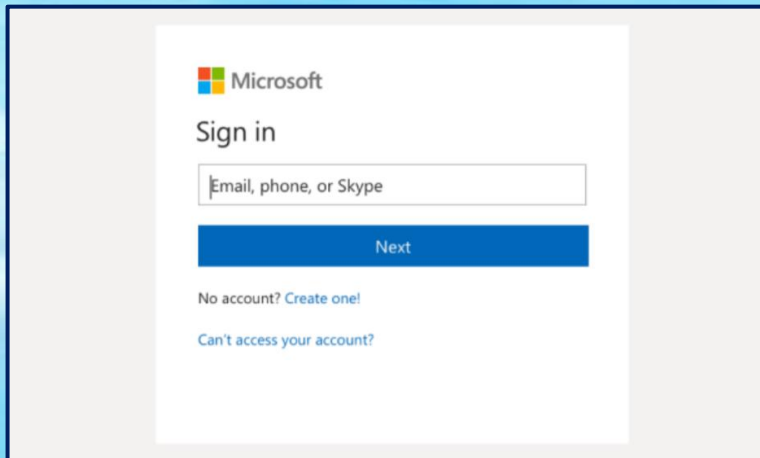 Microsoft
Sign in
Email, phone, or Skype
Next
No account? Create one!
Can't access your account?